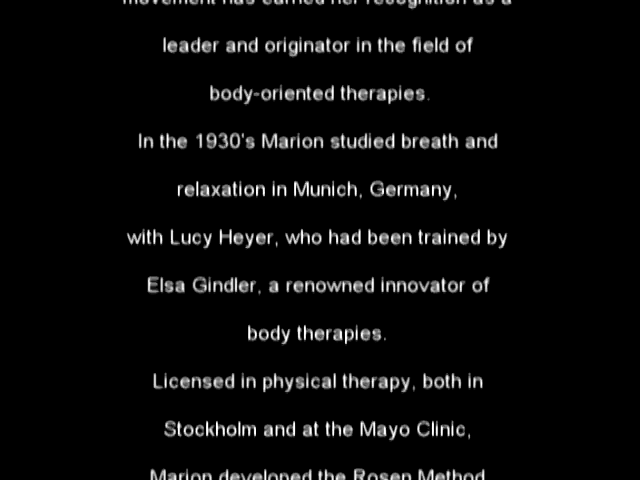 movement has earned her recognition as a
leader and originator in the field of
body-oriented therapies.
In the 1930's Marion studied breath and
relaxation in Munich, Germany,
with Lucy Heyer, who had been trained by
Elsa Gindler, a renowned innovator of
body therapies.
Licensed in physical therapy, both in
Stockholm and at the Mayo Clinic,
Marion developed the Rosen Method